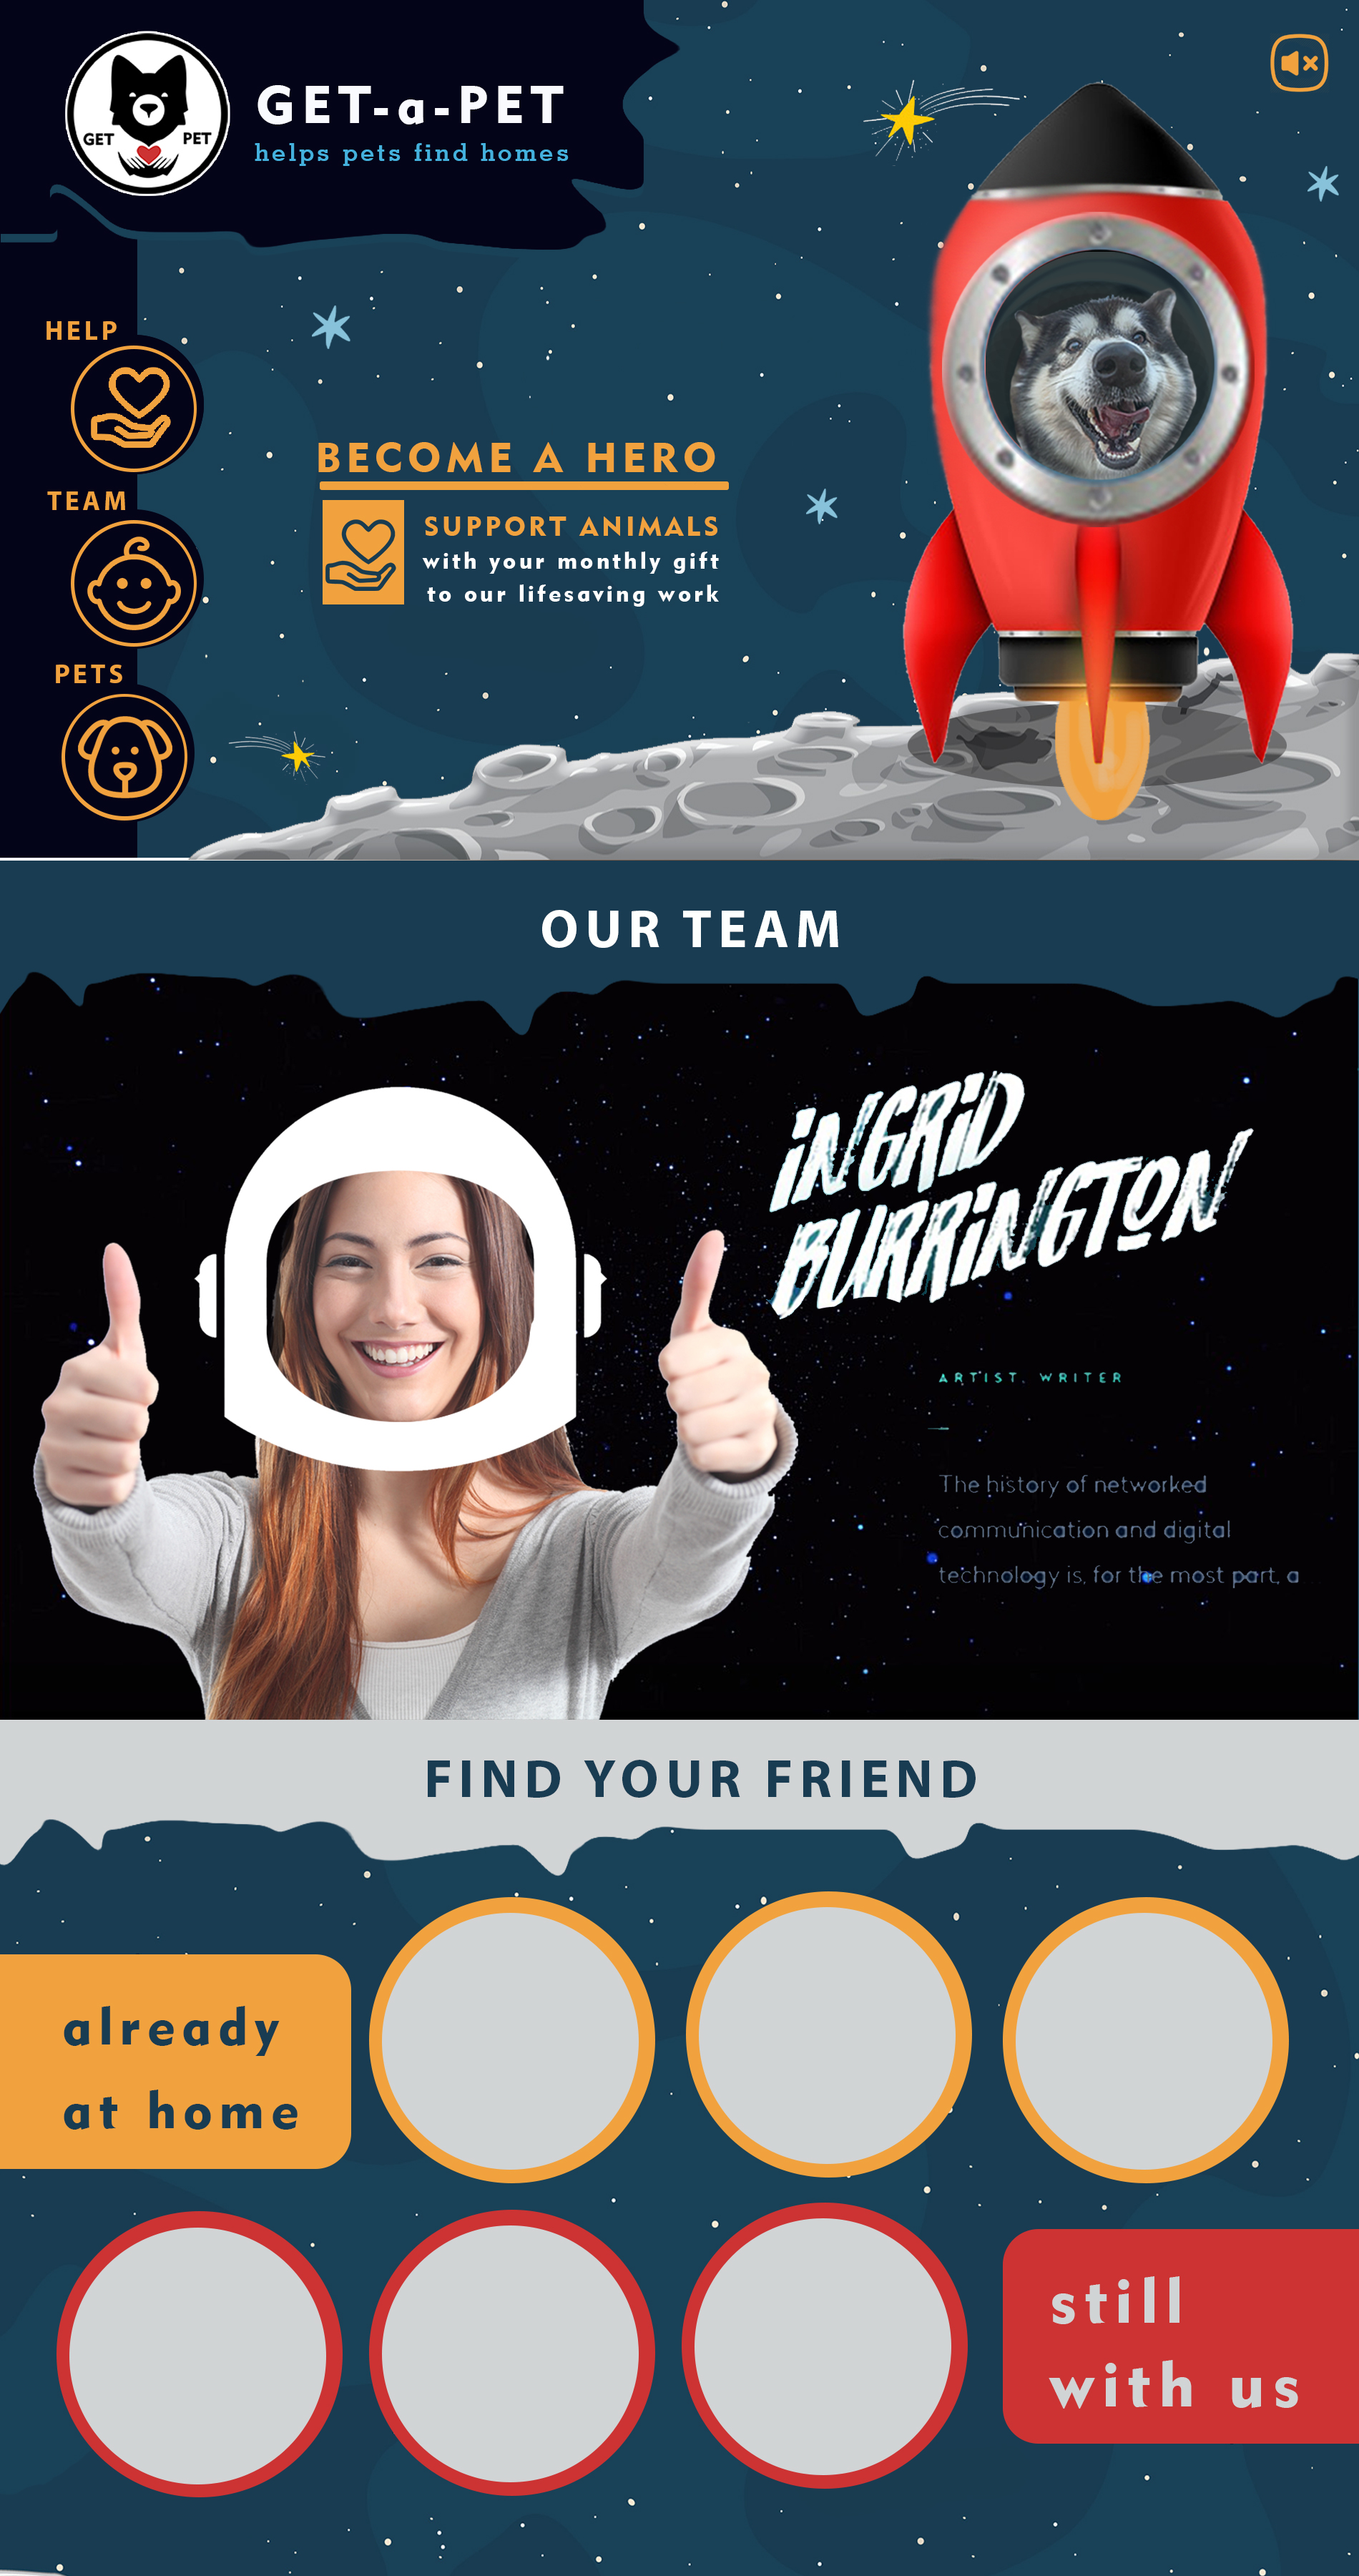 GET PET
GET-a-PET
helps pets find homes
HELP
TEAM
PETS
BECOME A HERO
SUPPORT ANIMALS
with your monthly gift
to our lifesaving work
OUR TEAM
INGRID
BURRINGTON
ARTIST, WRITER
The history of networked
communication and digital
technology is, for the most part, a
FIND YOUR FRIEND
already
at home
still
with us